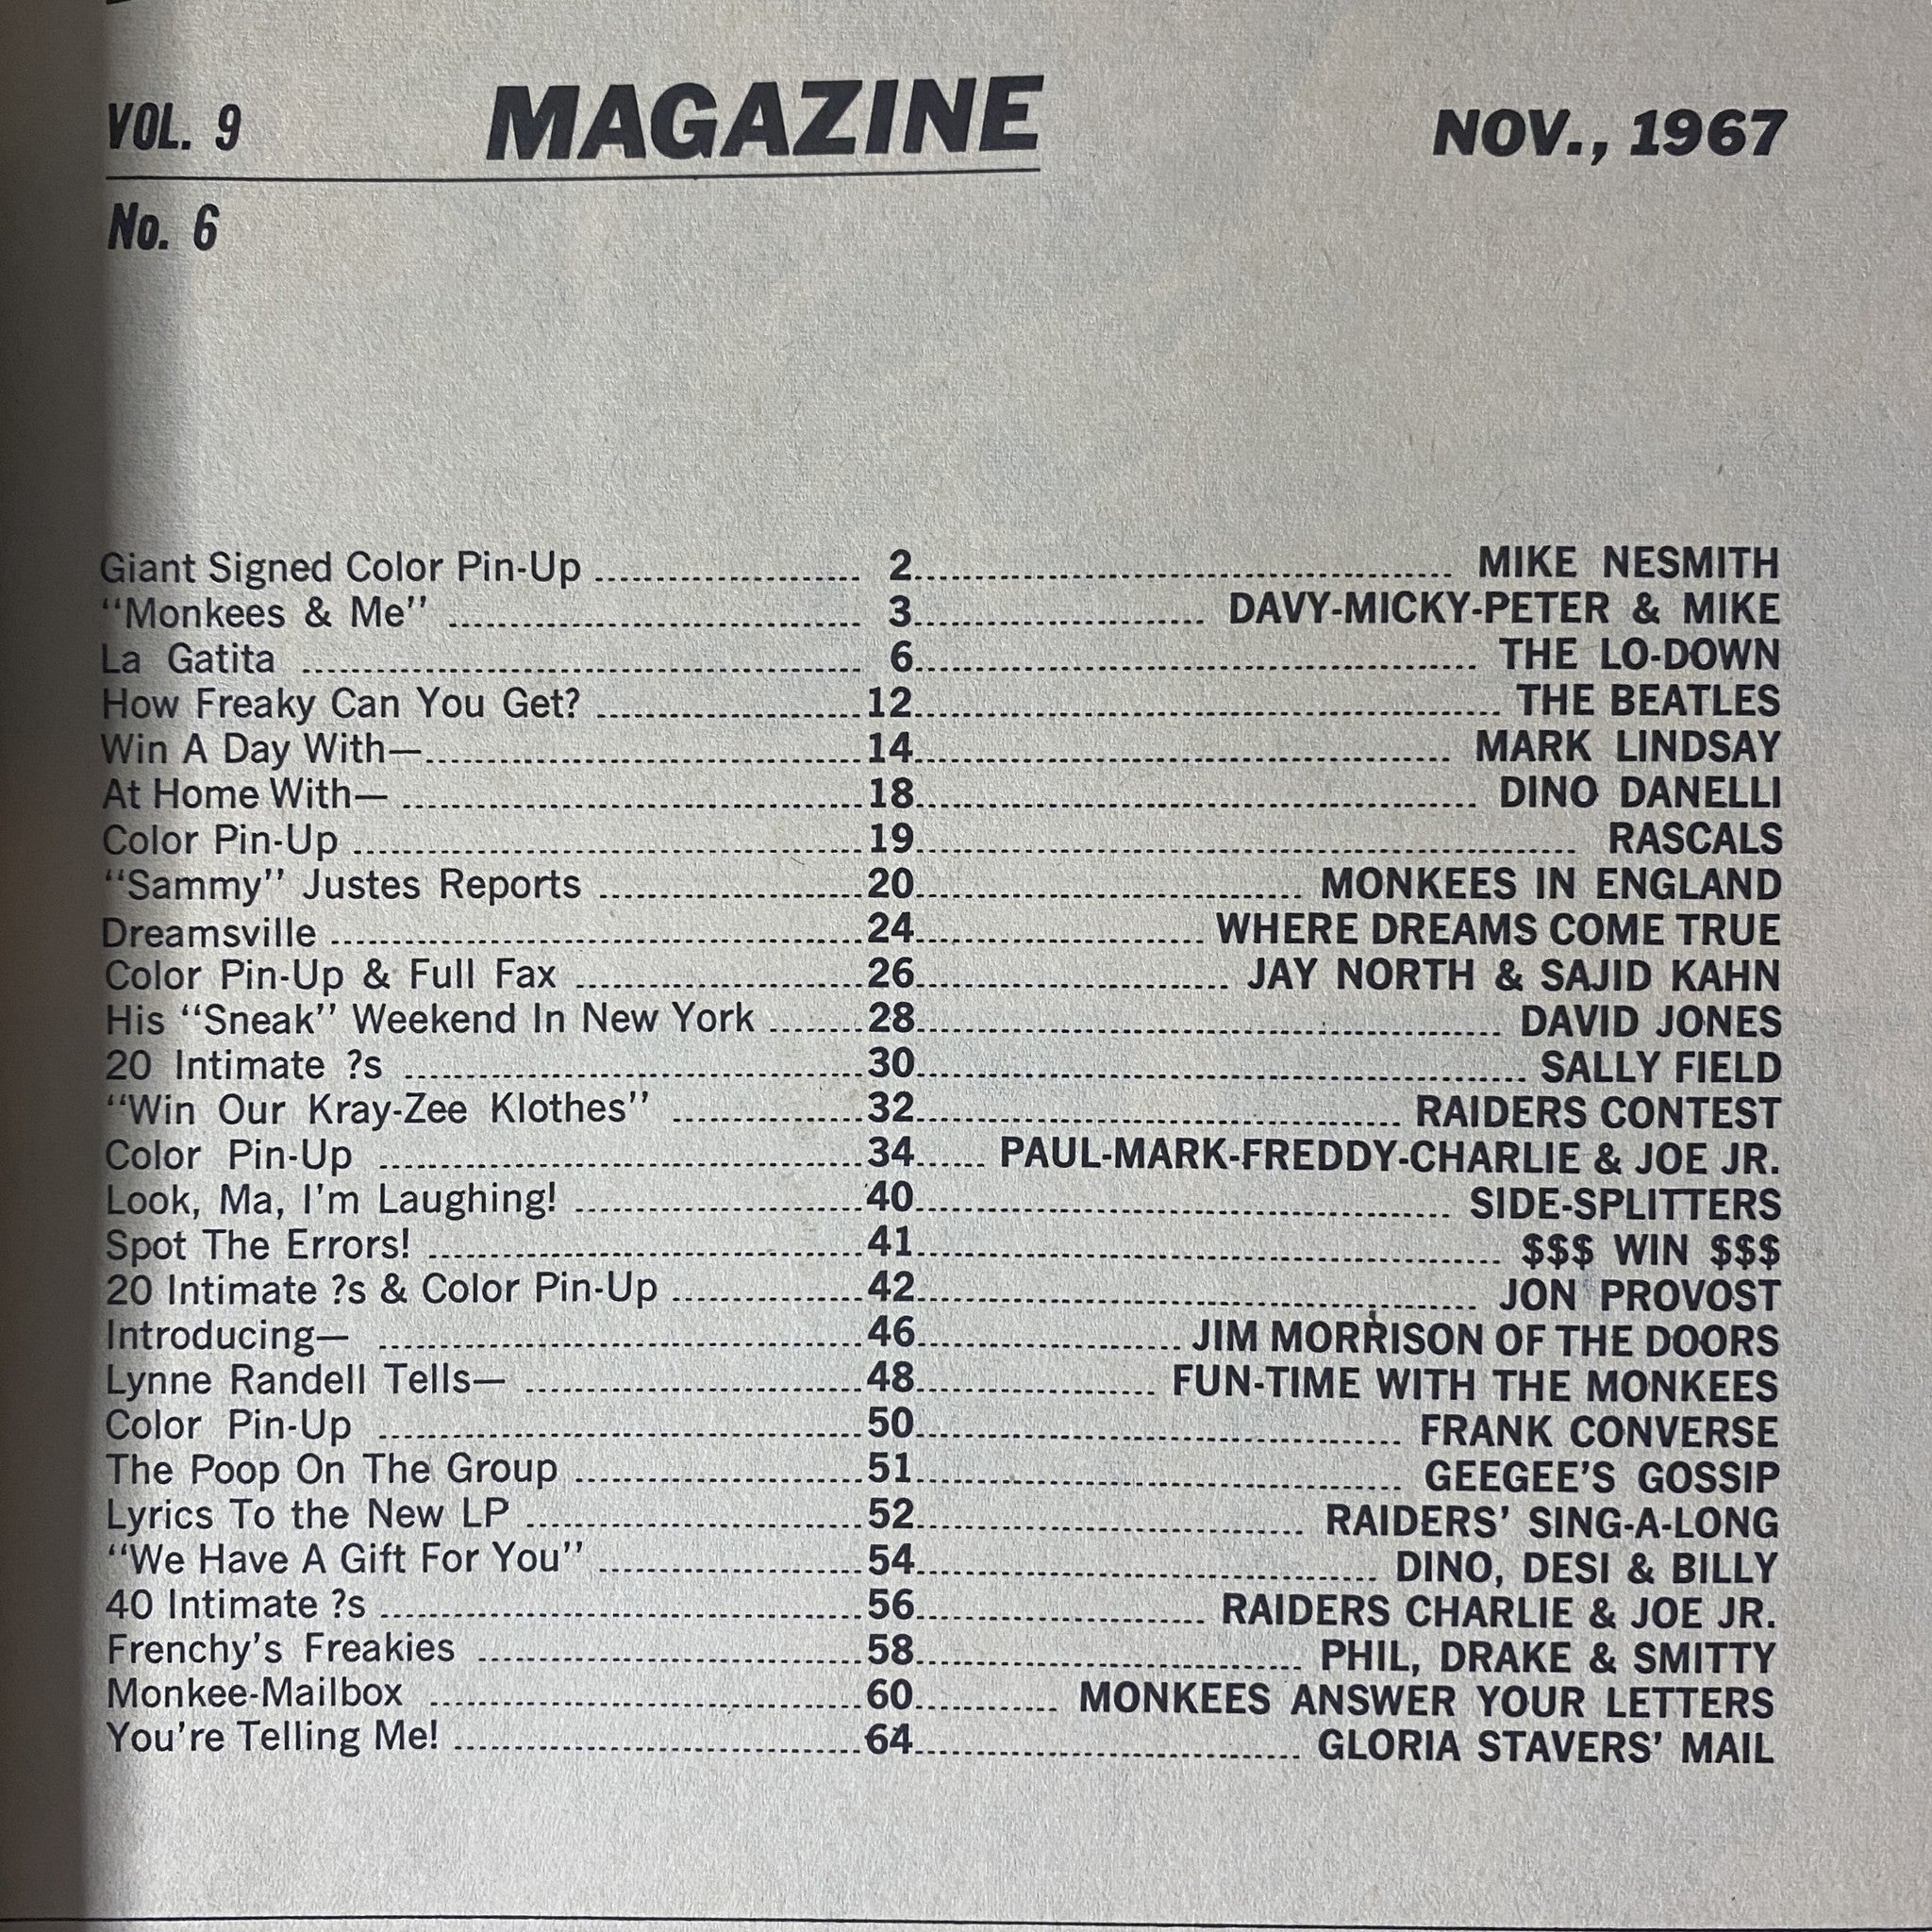 VOL. 9 MAGAZINE NOV., 1967
No. 6
Giant Signed Color Pin-Up 2 MIKE NESMITH
"Monkees & Me" 3 DAVY-MICKY-PETER & MIKE
La Gatita 6 THE LO-DOWN
How Freaky Can You Get? 12 THE BEATLES
Win A Day With— 14 MARK LINDSAY
At Home With— 18 DINO DANELLI
Color Pin-Up 19 RASCALS
"Sammy" Justes Reports 20 MONKEES IN ENGLAND
Dreamsville 24 WHERE DREAMS COME TRUE
Color Pin-Up & Full Fax 26 JAY NORTH & SAJID KAHN
His "Sneak" Weekend In New York 28 DAVID JONES
20 Intimate ?s 30 SALLY FIELD
"Win Our Kray-Zee Klothes" 32 RAIDERS CONTEST
Color Pin-Up 34 PAUL-MARK-FREDDY-CHARLIE & JOE JR.
Look, Ma, I'm Laughing! 40 SIDE-SPLITTERS
Spot The Errors! 41 $$$ WIN $$$
20 Intimate ?s & Color Pin-Up 42 JON PROVOST
Introducing— 46 JIM MORRISON OF THE DOORS
Lynne Randell Tells— 48 FUN-TIME WITH THE MONKEES
Color Pin-Up 50 FRANK CONVERSE
The Poop On The Group 51 GEEGEE'S GOSSIP
Lyrics To the New LP 52 RAIDERS' SING-A-LONG
"We Have A Gift For You" 54 DINO, DESI & BILLY
40 Intimate ?s 56 RAIDERS CHARLIE & JOE JR.
Frenchy's Freakies 58 PHIL, DRAKE & SMITTY
Monkee-Mailbox 60 MONKEES ANSWER YOUR LETTERS
You're Telling Me! 64 GLORIA STAVERS' MAIL